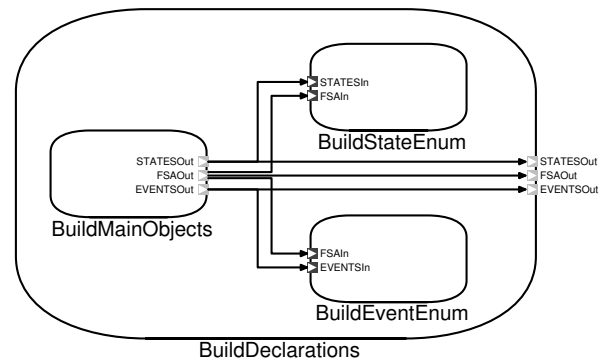 STATESIn
FSAIn
BuildStateEnum
STATESOut
FSAOut
EVENTSOut
BuildMainObjects
STATESOut
FSAOut
EVENTSOut
FSAIn
EVENTSIn
BuildEventEnum
BuildDeclarations